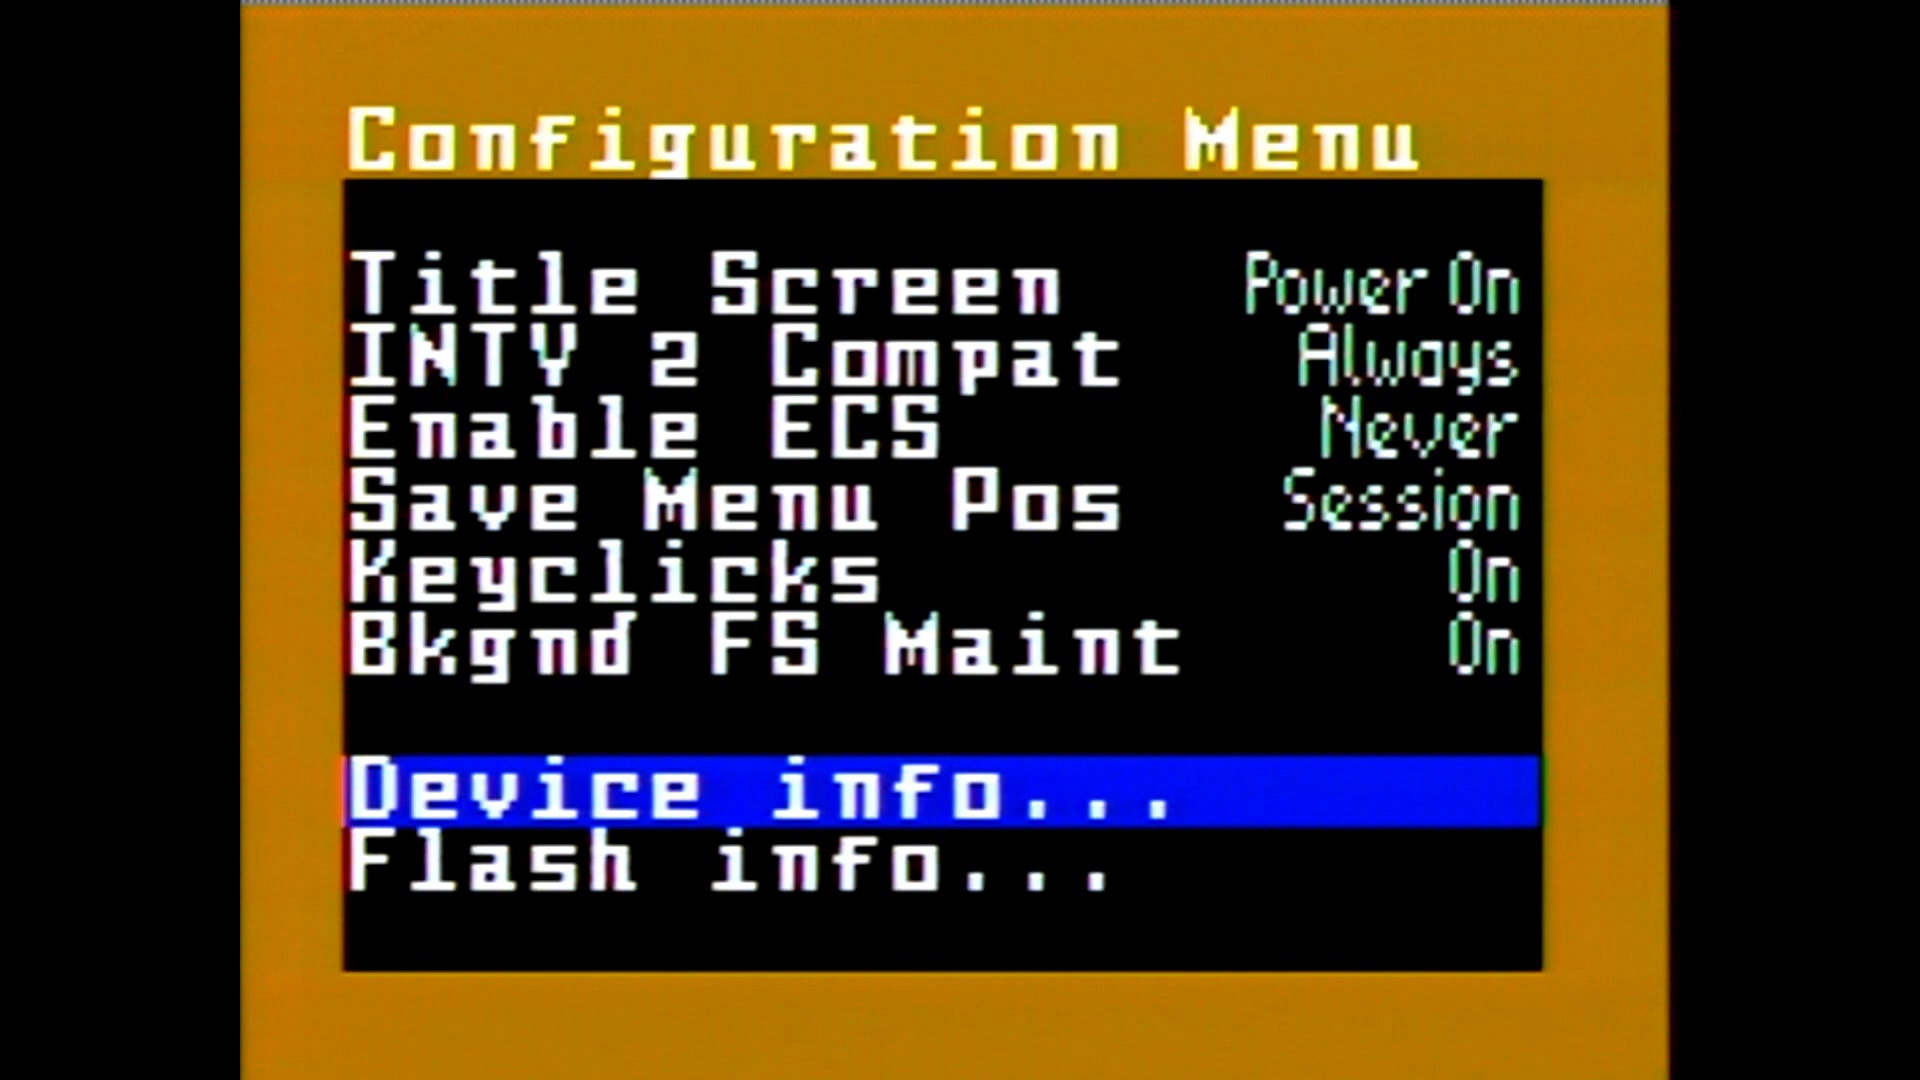 Configuration Menu
Title Screen Power On
INTV 2 Compat Always
Enable ECS Never
Save Menu Pos Session
Keyclicks On
Bkgnd FS Maint On
Device info...
Flash info...